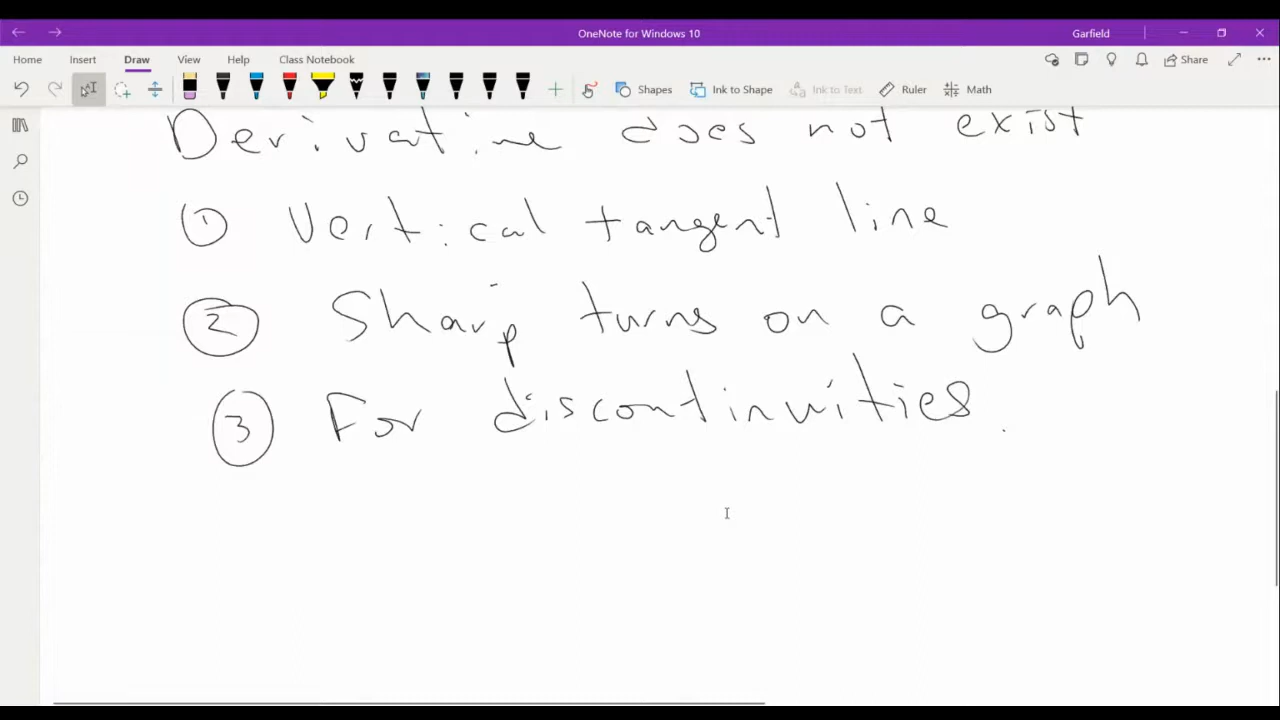 OneNote for Windows 10
Garfield
Home Insert Draw View Help Class Notebook
Share
Shapes Ink to Shape Ink to Text Ruler Math
Derivative does not exist
1 Vertical tangent line
2 Sharp turns on a graph
3 For discontinuities.